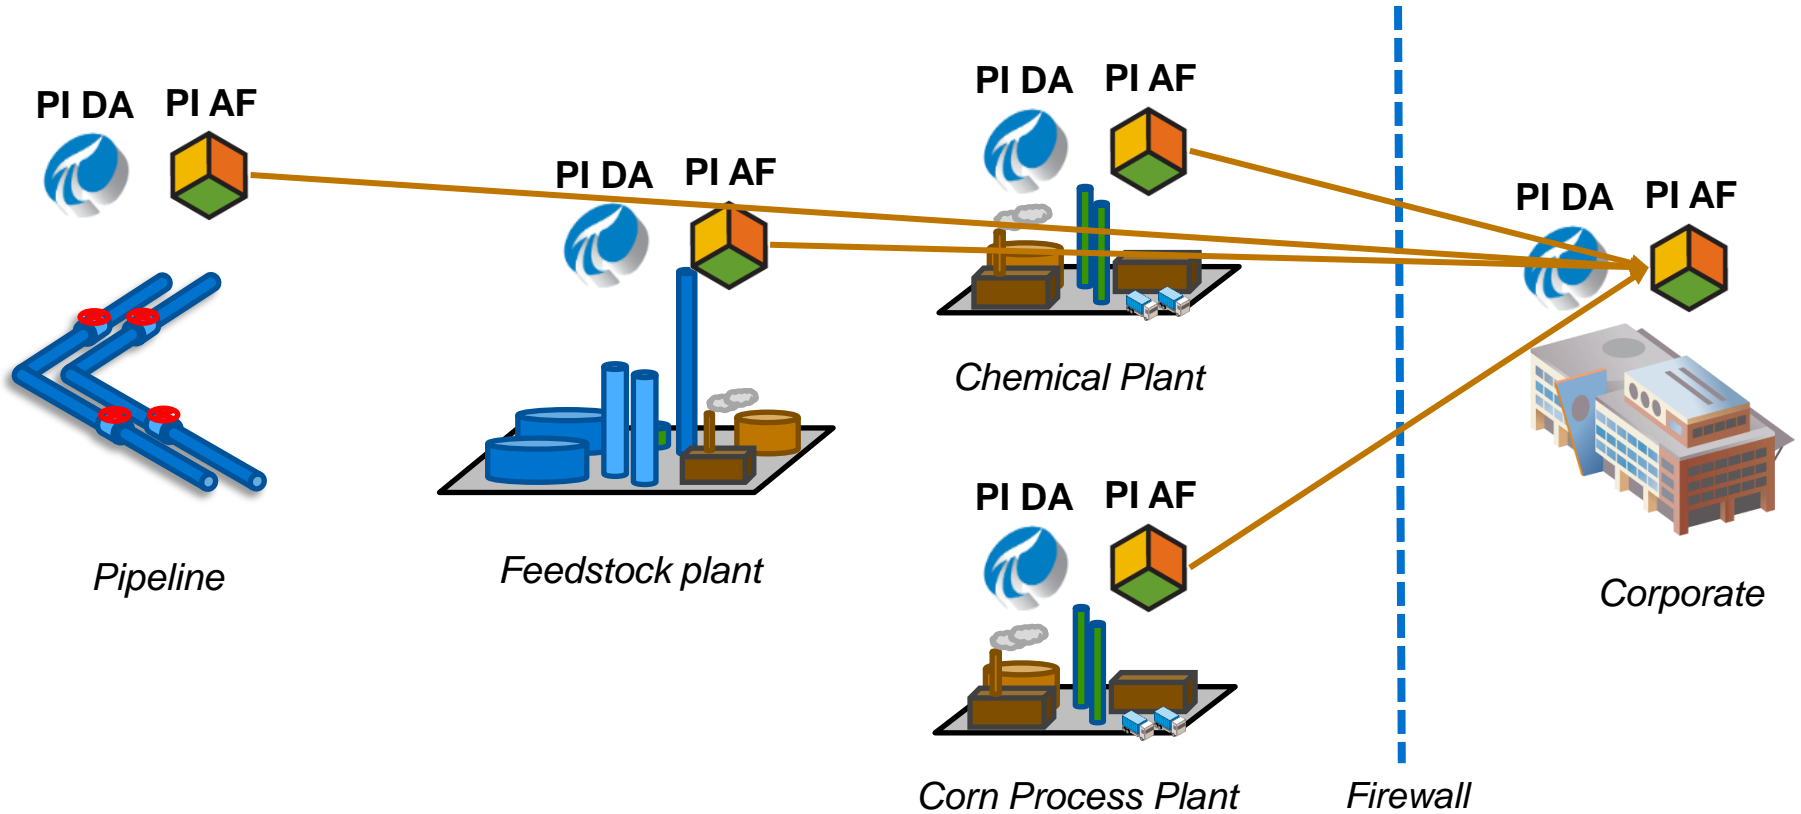 PI DA
PI AF
Pipeline
PI DA
PI AF
Feedstock plant
PI DA
PI AF
Chemical Plant
PI DA
PI AF
Corn Process Plant
Firewall
PI DA
PI AF
Corporate